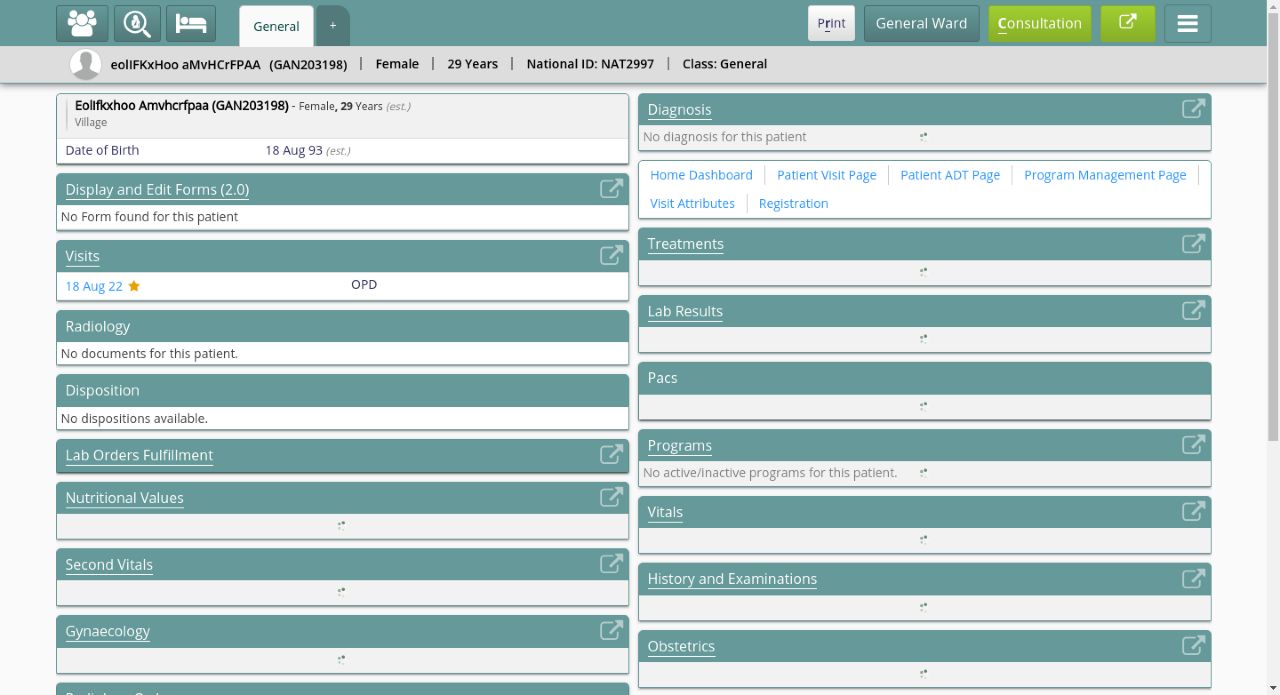 General
+
Print
General Ward
Consultation
eoIIFKxHoo aMvHCrFPAA (GAN203198) | Female | 29 Years | National ID: NAT2997 | Class: General
EoiIfkxhoo Amvhcrfpaa (GAN203198) - Female, 29 Years (est.)
Village
Date of Birth 18 Aug 93 (est.)
Display and Edit Forms (2.0)
No Form found for this patient
Visits
18 Aug 22 OPD
Radiology
No documents for this patient.
Disposition
No dispositions available.
Lab Orders Fulfillment
Nutritional Values
Second Vitals
Gynaecology
Diagnosis
No diagnosis for this patient
Home Dashboard Patient Visit Page Patient ADT Page Program Management Page
Visit Attributes Registration
Treatments
Lab Results
Pacs
Programs
No active/inactive programs for this patient.
Vitals
History and Examinations
Obstetrics